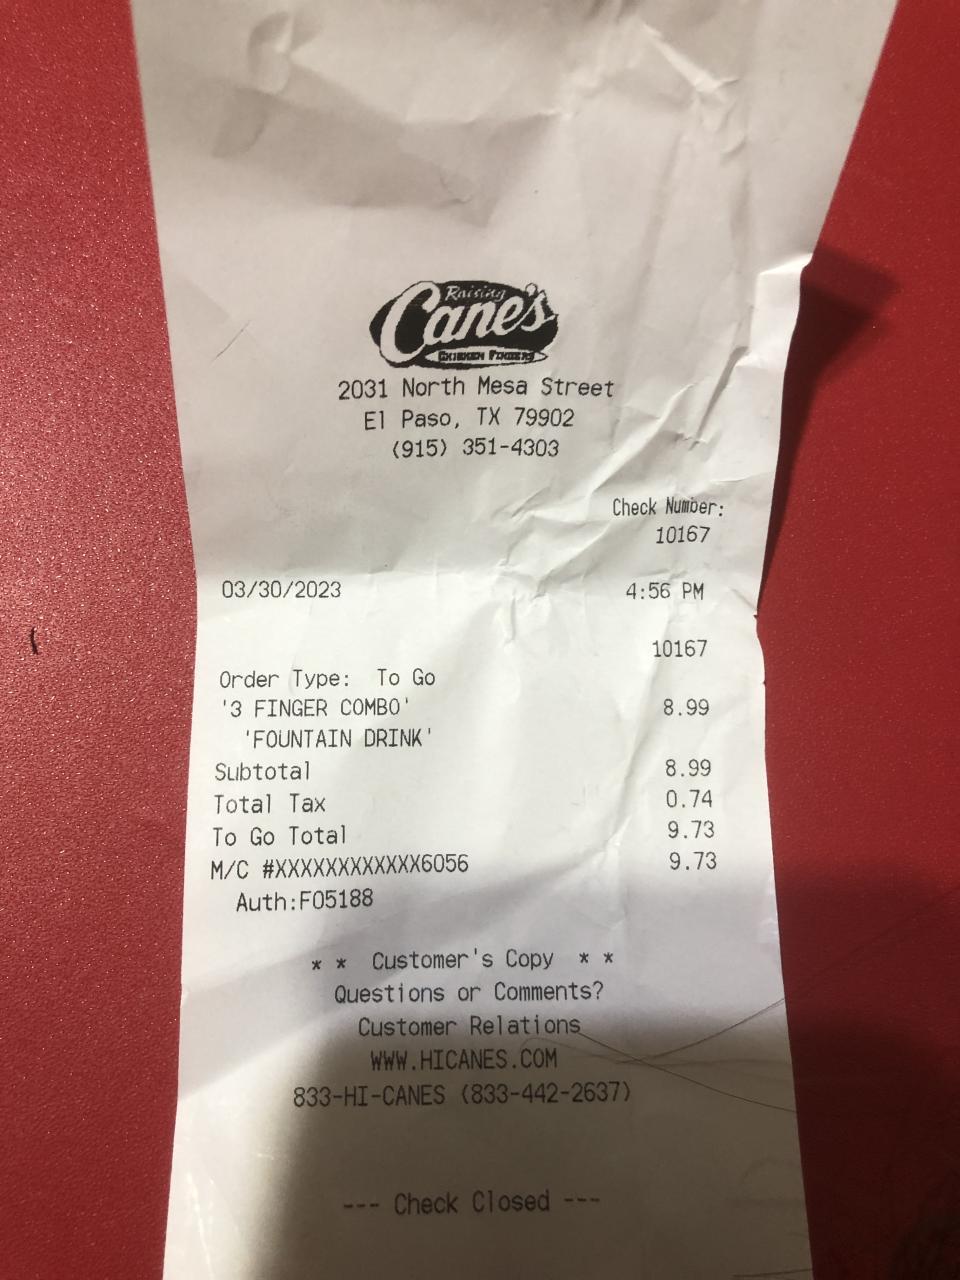 Raising
Cane's
CHICKEN FINGERS
2031 North Mesa Street
El Paso, TX 79902
(915) 351-4303
Check Number:
10167
03/30/2023 4:56 PM
10167
Order Type: To Go
'3 FINGER COMBO' 8.99
'FOUNTAIN DRINK'
Subtotal 8.99
Total Tax 0.74
To Go Total 9.73
M/C #XXXXXXXXXXXX6056 9.73
Auth:F05188
* * Customer's Copy * *
Questions or Comments?
Customer Relations
WWW.HICANES.COM
833-HI-CANES (833-442-2637)
--- Check Closed ---